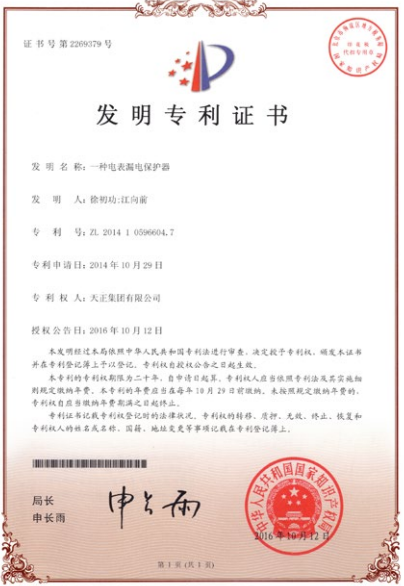 证书号第2269379号
发明专利证书
发 明 名 称：一种电表漏电保护器
发 明 人：徐初功;江向前
专 利 号：ZL 2014 1 0596604.7
专利申请日：2014年10月29日
专 利 权 人：天正集团有限公司
授权公告日：2016年10月12日
本发明经过本局依照中华人民共和国专利法进行审查，决定授予专利权，颁发本证书
并在专利登记簿上予以登记。专利权自授权公告之日起生效。
本专利的专利权期限为二十年，自申请日起算。专利权人应当依照专利法及其实施细
则规定缴纳年费。本专利的年费应当在每年10月29日前缴纳。未按照规定缴纳年费的，
专利权自应当缴纳年费期满之日起终止。
专利证书记载专利权登记时的法律状况。专利权的转移、质押、无效、终止、恢复和
专利权人的姓名或名称、国籍、地址变更等事项记载在专利登记簿上。
局长
申长雨
申长雨
中华人民共和国国家知识产权局
2016年10月12日
第1页(共1页)